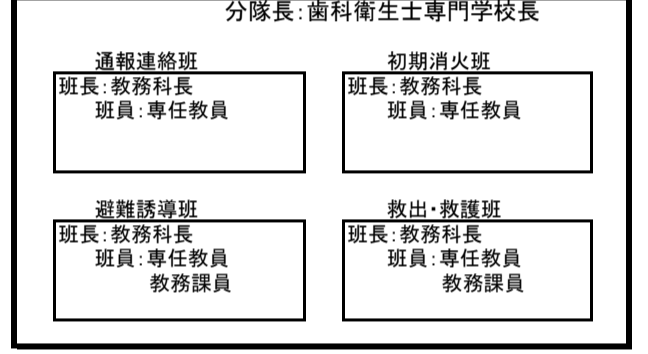 分隊長:歯科衛生士専門学校長
通報連絡班
班長:教務科長
班員:専任教員
初期消火班
班長:教務科長
班員:専任教員
避難誘導班
班長:教務科長
班員:専任教員
教務課員
救出・救護班
班長:教務科長
班員:専任教員
教務課員